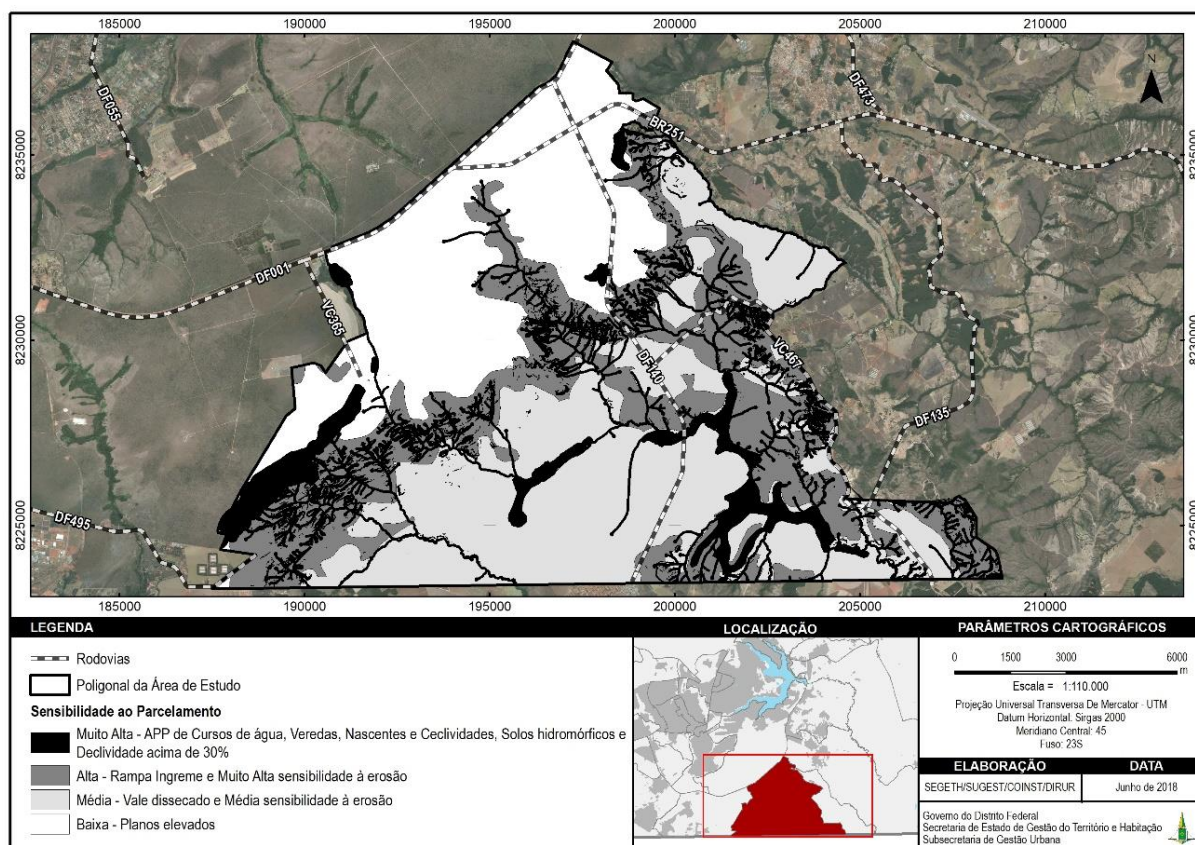 185000
190000
195000
200000
205000
210000
8235000
8235000
8230000
8230000
8225000
8225000
N
DF055
DF473
BR251
DF001
VC365
DF140
VC467
DF135
DF495
185000
190000
195000
200000
205000
210000
LEGENDA
Rodovias
Poligonal da Área de Estudo
Sensibilidade ao Parcelamento
Muito Alta - APP de Cursos de água, Veredas, Nascentes e Ceclividades, Solos hidromórficos e
Declividade acima de 30%
Alta - Rampa Ingreme e Muito Alta sensibilidade à erosão
Média - Vale dissecado e Média sensibilidade à erosão
Baixa - Planos elevados
LOCALIZAÇÃO
PARÂMETROS CARTOGRÁFICOS
0 1500 3000 6000
m
Escala = 1:110.000
Projeção Universal Transversa De Mercator - UTM
Datum Horizontal. Sirgas 2000
Meridiano Central: 45
Fuso: 23S
ELABORAÇÃO
DATA
SEGETH/SUGEST/COINST/DIRUR
Junho de 2018
Governo do Distrito Federal
Secretaria de Estado de Gestão do Território e Habitação
Subsecretaria de Gestão Urbana